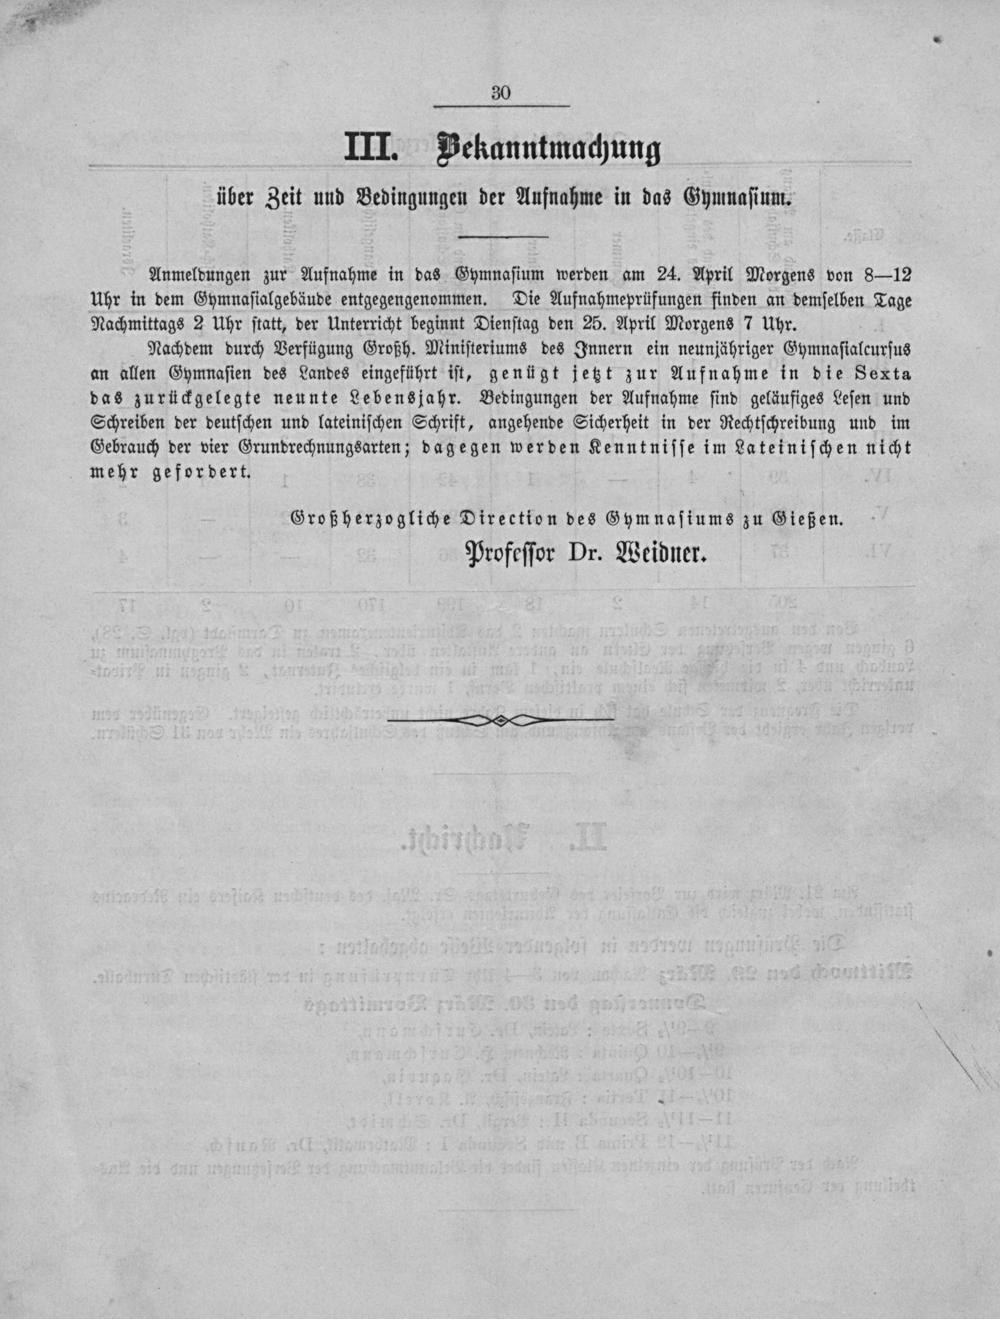 30
III. Bekanntmachung
über Zeit und Bedingungen der Aufnahme in das Gymnasium.
Anmeldungen zur Aufnahme in das Gymnasium werden am 24. April Morgens von 8—12
Uhr in dem Gymnasialgebäude entgegengenommen. Die Aufnahmeprüfungen finden an demselben Tage
Nachmittags 2 Uhr statt, der Unterricht beginnt Dienstag den 25. April Morgens 7 Uhr.
Nachdem durch Verfügung Großh. Ministeriums des Innern ein neunjähriger Gymnasialcursus
an allen Gymnasien des Landes eingeführt ist, genügt jetzt zur Aufnahme in die Sexta
das zurückgelegte neunte Lebensjahr. Bedingungen der Aufnahme sind geläufiges Lesen und
Schreiben der deutschen und lateinischen Schrift, angehende Sicherheit in der Rechtschreibung und im
Gebrauch der vier Grundrechnungsarten; dagegen werden Kenntnisse im Lateinischen nicht
mehr gefordert.
Großherzogliche Direction des Gymnasiums zu Gießen.
Professor Dr. Weidner.